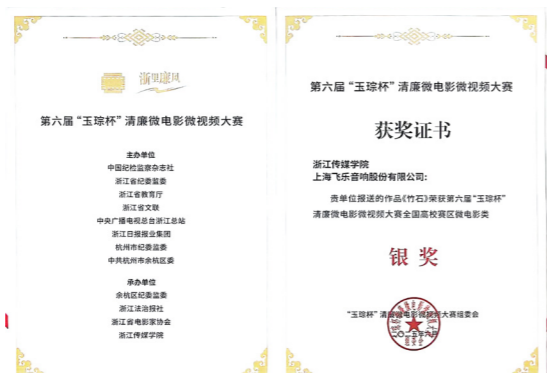 浙里廉风
第六届“玉琮杯”清廉微电影微视频大赛
主办单位
中国纪检监察杂志社
浙江省纪委监委
浙江省教育厅
浙江省文联
中央广播电视总台浙江总站
浙江日报报业集团
杭州市纪委监委
中共杭州市余杭区委
承办单位
余杭区纪委监委
浙江法治报社
浙江省电影家协会
浙江传媒学院
第六届“玉琮杯”清廉微电影微视频大赛
获奖证书
浙江传媒学院
上海飞乐音响股份有限公司:
贵单位报送的作品《竹石》荣获第六届“玉琮杯”
清廉微电影微视频大赛全国高校赛区微电影类
银奖
“玉琮杯”清廉微电影微视频大赛组委会
二〇二五年六月